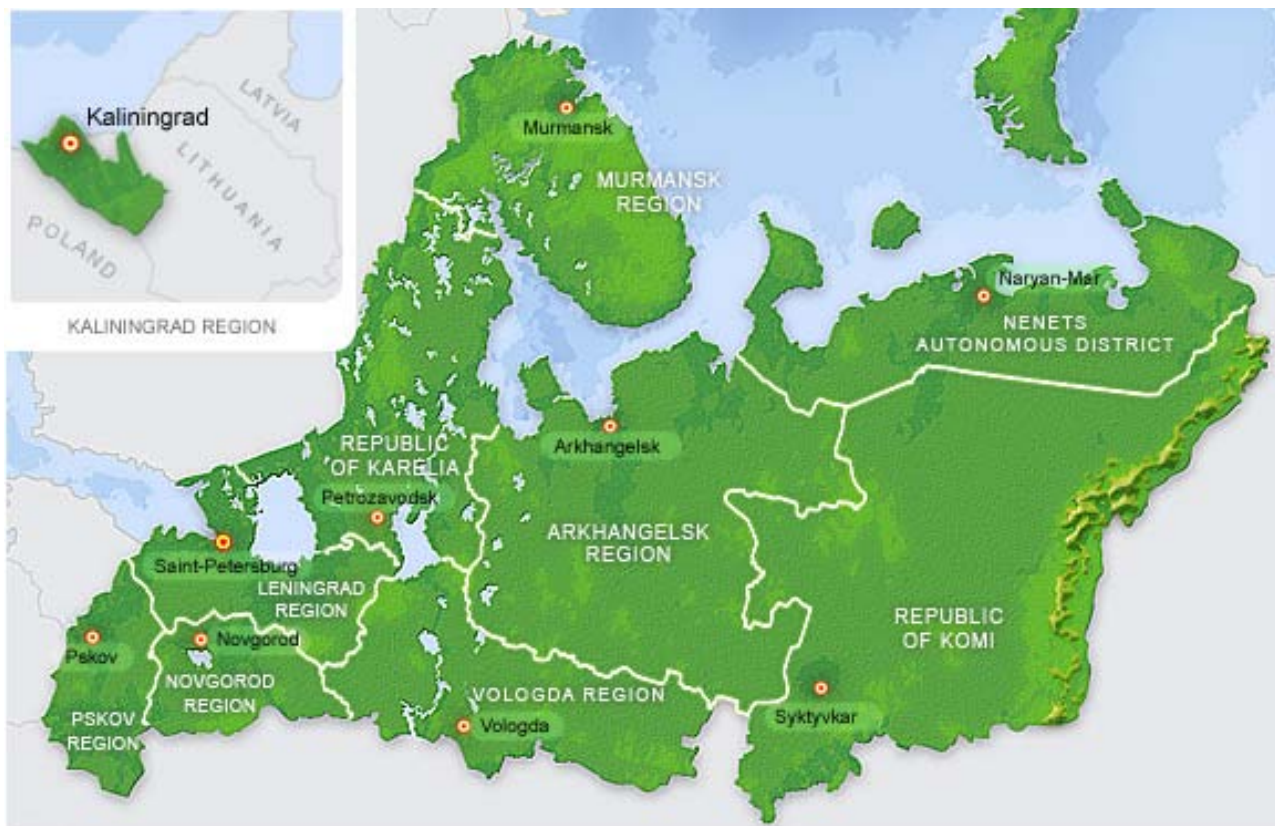 Kaliningrad
LATVIA
LITHUANIA
POLAND
KALININGRAD REGION
Murmansk
MURMANSK
REGION
Naryan-Mar
NENETS
AUTONOMOUS DISTRICT
Arkhangelsk
REPUBLIC
OF KARELIA
Petrozavodsk
ARKHANGELSK
REGION
Saint-Petersburg
LENINGRAD
REGION
REPUBLIC
OF KOMI
Novgorod
Pskov
NOVGOROD
REGION
VOLOGDA REGION
PSKOV
REGION
Vologda
Syktyvkar